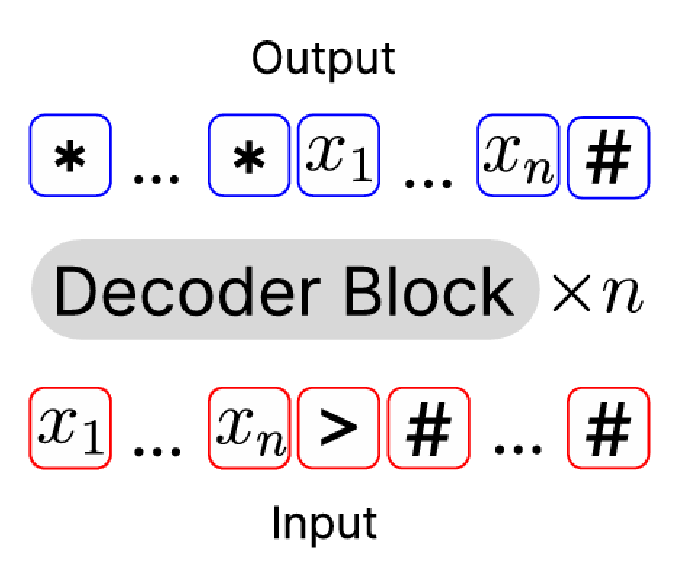 Output
* ... * x₁ ... xₙ #
Decoder Block ×n
x₁ ... xₙ > # ... #
Input